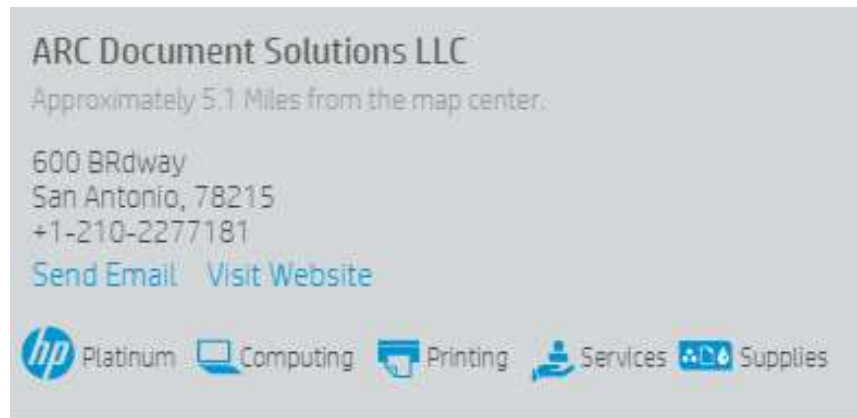 ARC Document Solutions LLC
Approximately 5.1 Miles from the map center.
600 BRdway
San Antonio, 78215
+1-210-2277181
Send Email Visit Website
hp Platinum Computing Printing Services Supplies